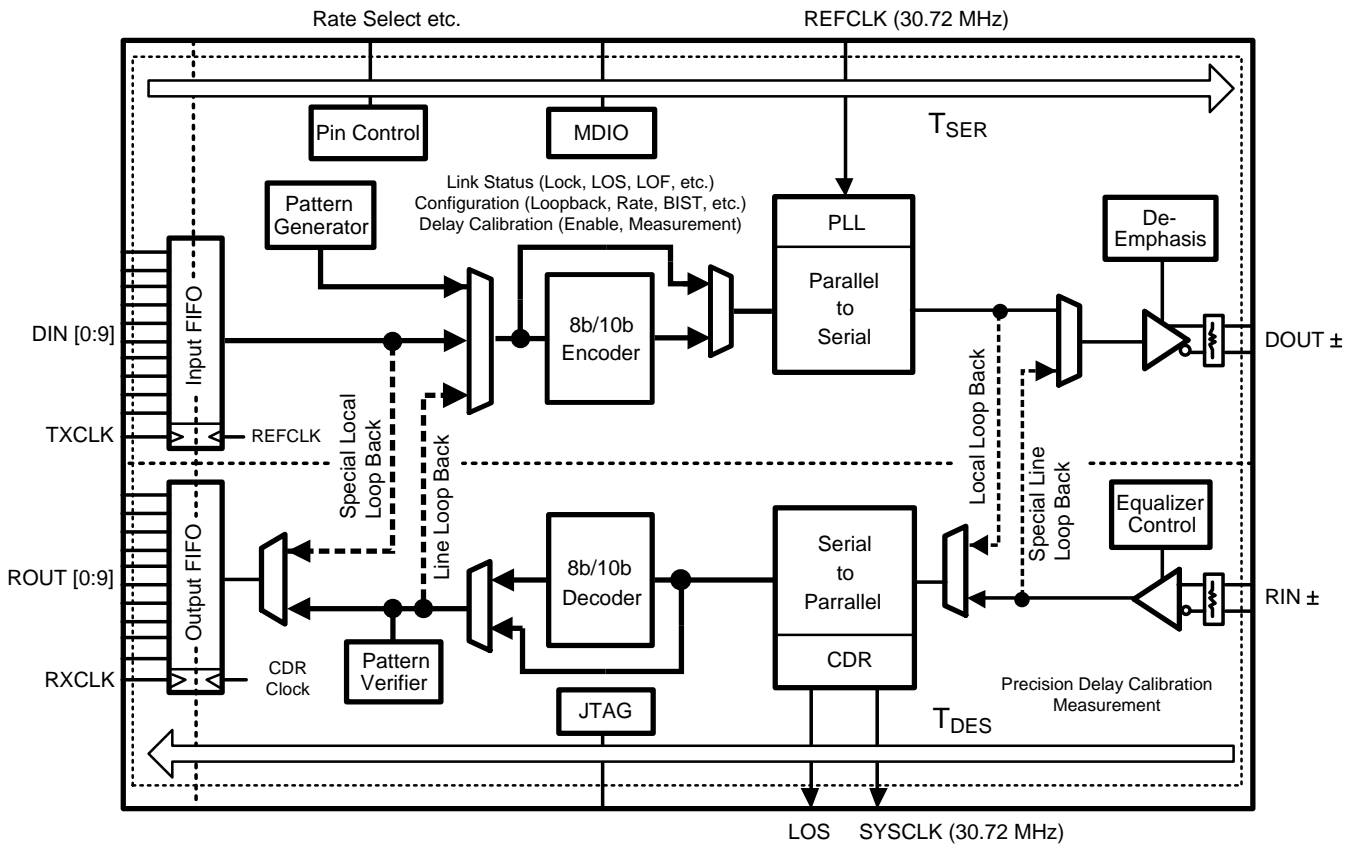 Rate Select etc.
REFCLK (30.72 MHz)
Pin Control
MDIO
TSER
Link Status (Lock, LOS, LOF, etc.)
Configuration (Loopback, Rate, BIST, etc.)
Delay Calibration (Enable, Measurement)
Pattern
Generator
PLL
Parallel
to
Serial
De-
Emphasis
DIN [0:9]
Input FIFO
8b/10b
Encoder
DOUT ±
TXCLK
REFCLK
Special Local
Loop Back
Line Loop Back
Local Loop Back
Special Line
Loop Back
Equalizer
Control
ROUT [0:9]
Output FIFO
8b/10b
Decoder
Serial
to
Parrallel
CDR
RIN ±
RXCLK
CDR
Clock
Pattern
Verifier
Precision Delay Calibration
Measurement
JTAG
TDES
LOS
SYSCLK (30.72 MHz)